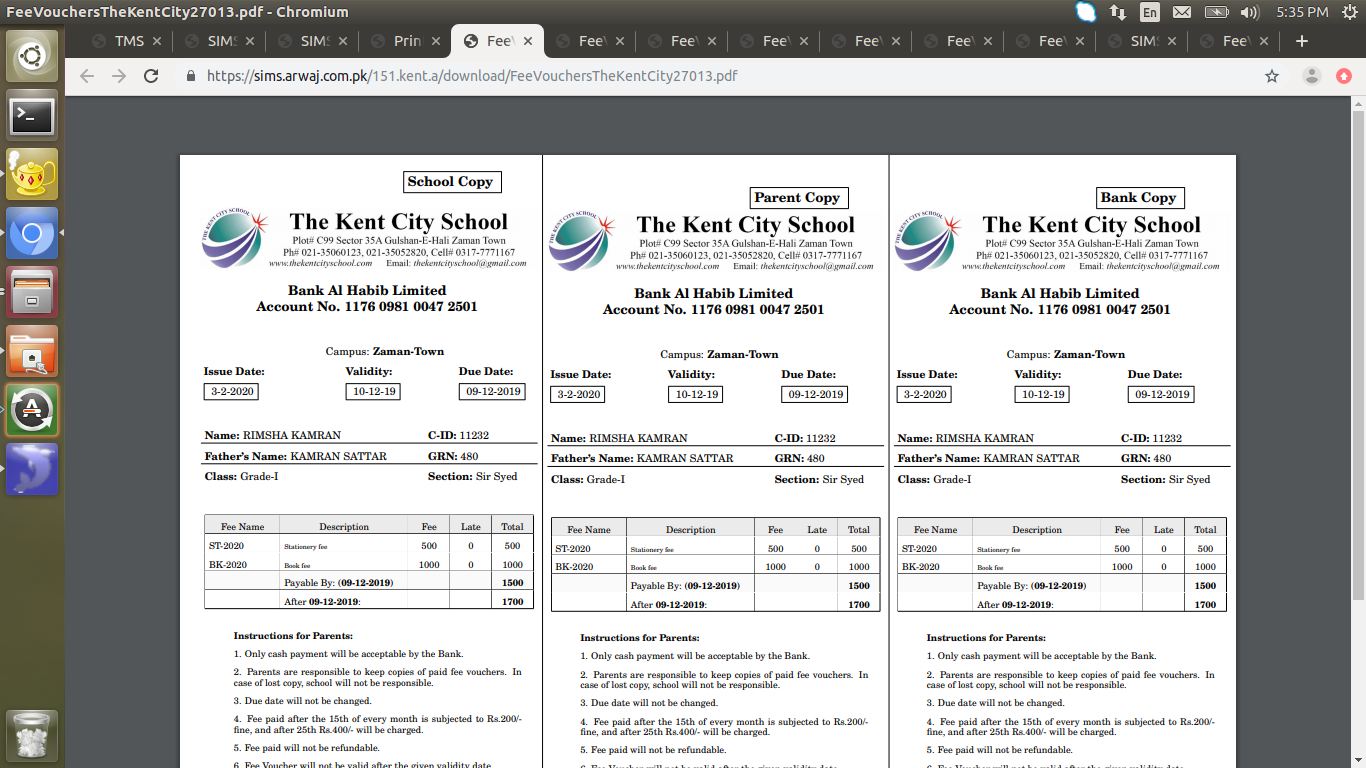 FeeVouchersTheKentCity27013.pdf - Chromium
En
5:35 PM
TMS
SIMS
SIMS
Prin
Fee
Fee
Fee
Fee
Fee
Fee
Fee
SIMS
Fee
https://sims.arwaj.com.pk/151.kent.a/download/FeeVouchersTheKentCity27013.pdf
School Copy
THE KENT CITY SCHOOL
The Kent City School
Plot# C99 Sector 35A Gulshan-E-Hali Zaman Town
Ph# 021-35060123, 021-35052820, Cell# 0317-7771167
www.thekentcityschool.com Email: thekentcityschool@gmail.com
Bank Al Habib Limited
Account No. 1176 0981 0047 2501
Campus: Zaman-Town
Issue Date: Validity: Due Date:
3-2-2020 10-12-19 09-12-2019
Name: RIMSHA KAMRAN C-ID: 11232
Father's Name: KAMRAN SATTAR GRN: 480
Class: Grade-I Section: Sir Syed
Fee Name Description Fee Late Total
ST-2020 Stationery fee 500 0 500
BK-2020 Book fee 1000 0 1000
Payable By: (09-12-2019) 1500
After 09-12-2019: 1700
Instructions for Parents:
1. Only cash payment will be acceptable by the Bank.
2. Parents are responsible to keep copies of paid fee vouchers. In
case of lost copy, school will not be responsible.
3. Due date will not be changed.
4. Fee paid after the 15th of every month is subjected to Rs.200/-
fine, and after 25th Rs.400/- will be charged.
5. Fee paid will not be refundable.
6. Fee Voucher will not be valid after the given validity date
Parent Copy
THE KENT CITY SCHOOL
The Kent City School
Plot# C99 Sector 35A Gulshan-E-Hali Zaman Town
Ph# 021-35060123, 021-35052820, Cell# 0317-7771167
www.thekentcityschool.com Email: thekentcityschool@gmail.com
Bank Al Habib Limited
Account No. 1176 0981 0047 2501
Campus: Zaman-Town
Issue Date: Validity: Due Date:
3-2-2020 10-12-19 09-12-2019
Name: RIMSHA KAMRAN C-ID: 11232
Father's Name: KAMRAN SATTAR GRN: 480
Class: Grade-I Section: Sir Syed
Fee Name Description Fee Late Total
ST-2020 Stationery fee 500 0 500
BK-2020 Book fee 1000 0 1000
Payable By: (09-12-2019) 1500
After 09-12-2019: 1700
Instructions for Parents:
1. Only cash payment will be acceptable by the Bank.
2. Parents are responsible to keep copies of paid fee vouchers. In
case of lost copy, school will not be responsible.
3. Due date will not be changed.
4. Fee paid after the 15th of every month is subjected to Rs.200/-
fine, and after 25th Rs.400/- will be charged.
5. Fee paid will not be refundable.
6. Fee Voucher will not be valid after the given validity date
Bank Copy
THE KENT CITY SCHOOL
The Kent City School
Plot# C99 Sector 35A Gulshan-E-Hali Zaman Town
Ph# 021-35060123, 021-35052820, Cell# 0317-7771167
www.thekentcityschool.com Email: thekentcityschool@gmail.com
Bank Al Habib Limited
Account No. 1176 0981 0047 2501
Campus: Zaman-Town
Issue Date: Validity: Due Date:
3-2-2020 10-12-19 09-12-2019
Name: RIMSHA KAMRAN C-ID: 11232
Father's Name: KAMRAN SATTAR GRN: 480
Class: Grade-I Section: Sir Syed
Fee Name Description Fee Late Total
ST-2020 Stationery fee 500 0 500
BK-2020 Book fee 1000 0 1000
Payable By: (09-12-2019) 1500
After 09-12-2019: 1700
Instructions for Parents:
1. Only cash payment will be acceptable by the Bank.
2. Parents are responsible to keep copies of paid fee vouchers. In
case of lost copy, school will not be responsible.
3. Due date will not be changed.
4. Fee paid after the 15th of every month is subjected to Rs.200/-
fine, and after 25th Rs.400/- will be charged.
5. Fee paid will not be refundable.
6. Fee Voucher will not be valid after the given validity date